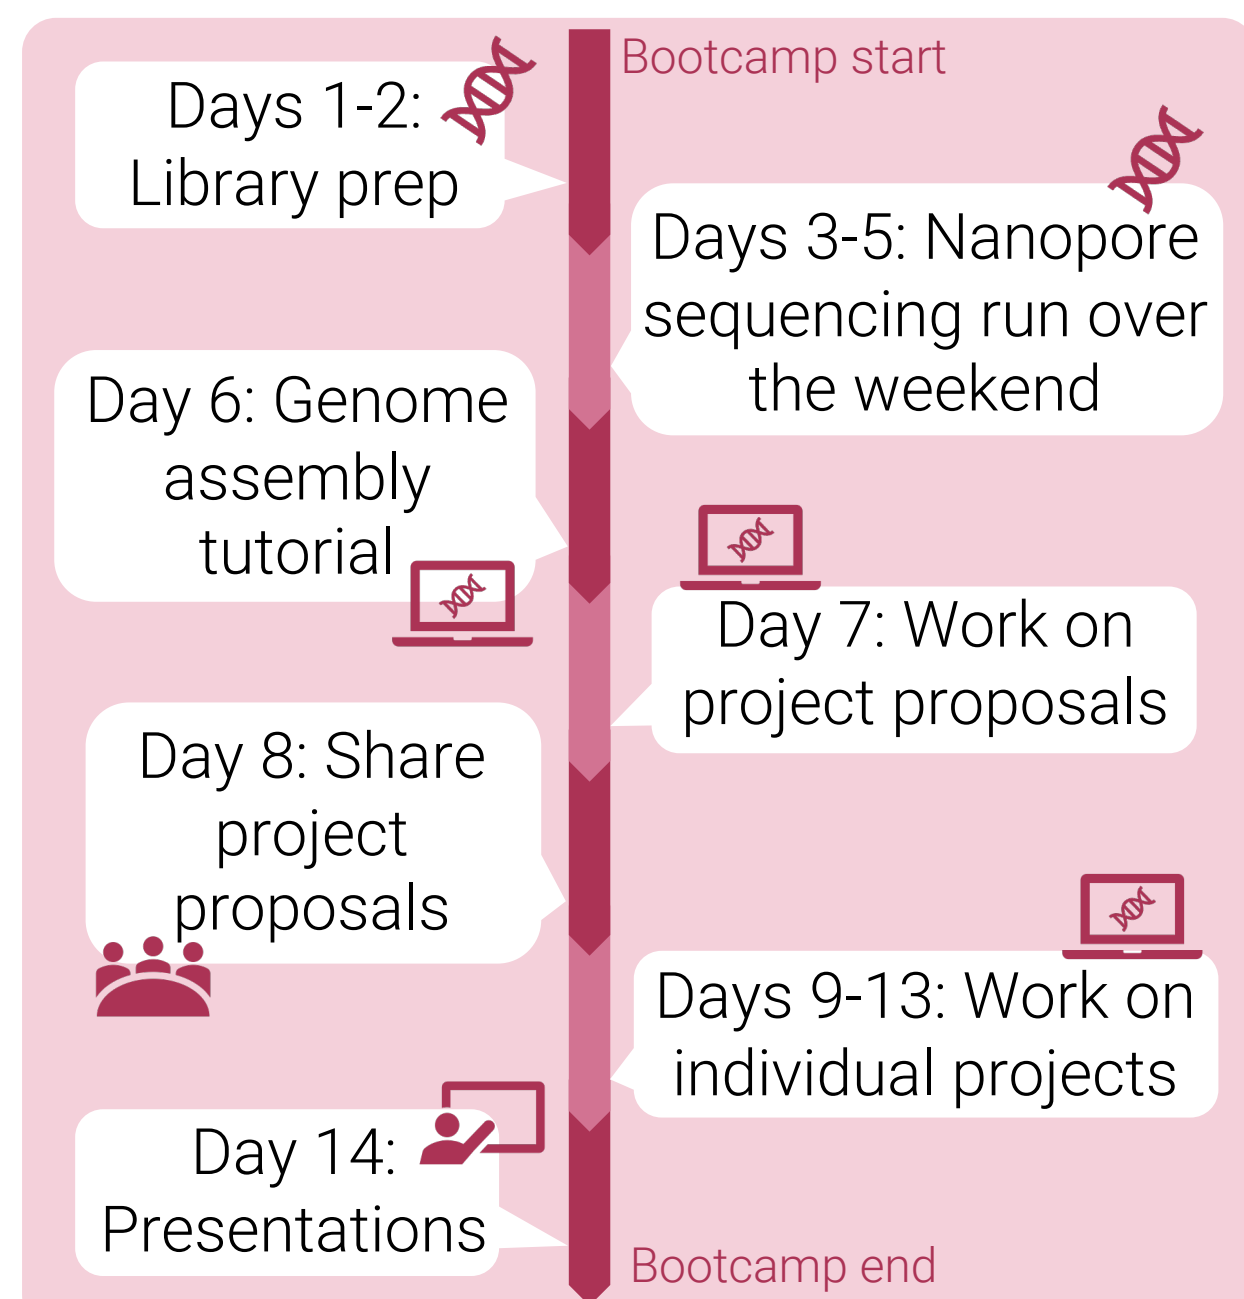 Bootcamp start
Days 1-2:
Library prep
Days 3-5: Nanopore
sequencing run over
the weekend
Day 6: Genome
assembly
tutorial
Day 7: Work on
project proposals
Day 8: Share
project
proposals
Days 9-13: Work on
individual projects
Day 14:
Presentations
Bootcamp end